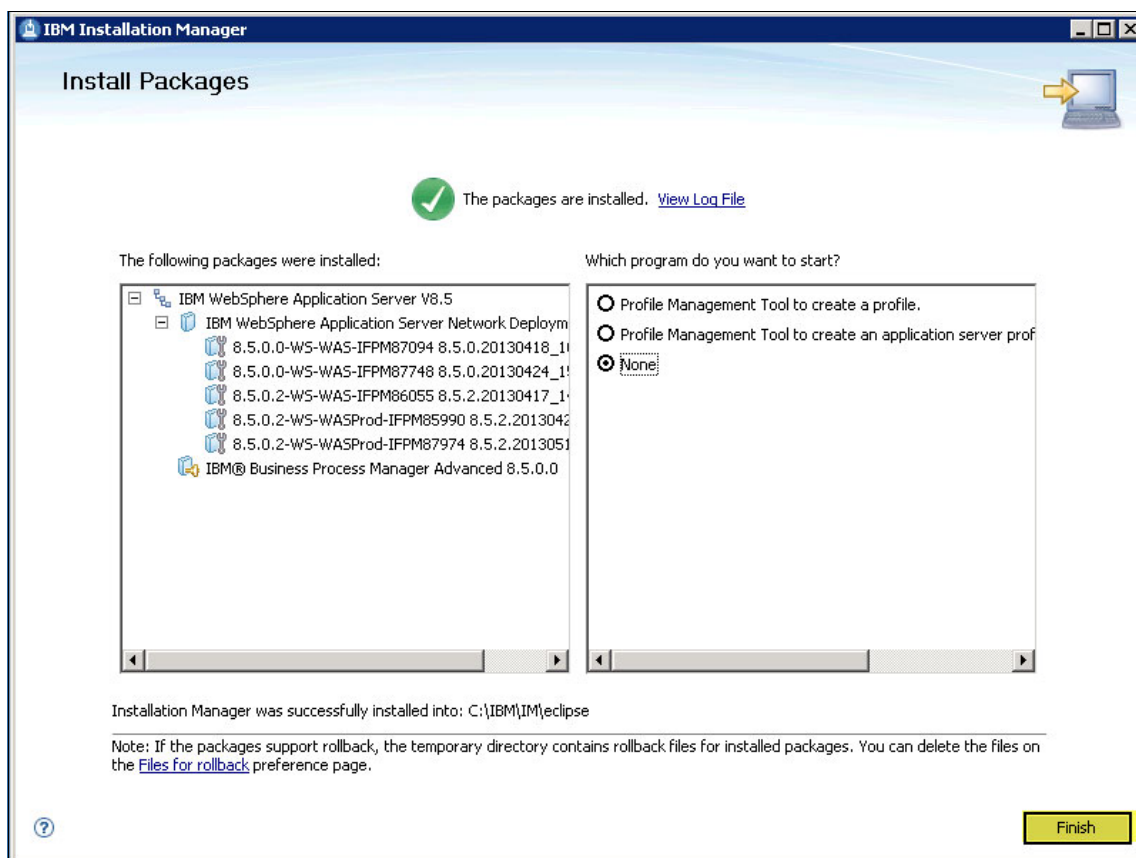 IBM Installation Manager
Install Packages
The packages are installed. View Log File
The following packages were installed:
IBM WebSphere Application Server V8.5
IBM WebSphere Application Server Network Deploym
8.5.0.0-WS-WAS-IFPM87094 8.5.0.20130418_1
8.5.0.0-WS-WAS-IFPM87748 8.5.0.20130424_1
8.5.0.2-WS-WAS-IFPM86055 8.5.2.20130417_1
8.5.0.2-WS-WASProd-IFPM85990 8.5.2.201304
8.5.0.2-WS-WASProd-IFPM87974 8.5.2.201305
IBM® Business Process Manager Advanced 8.5.0.0
Which program do you want to start?
Profile Management Tool to create a profile.
Profile Management Tool to create an application server prof
None
Installation Manager was successfully installed into: C:\IBM\IM\eclipse
Note: If the packages support rollback, the temporary directory contains rollback files for installed packages. You can delete the files on
the Files for rollback preference page.
Finish